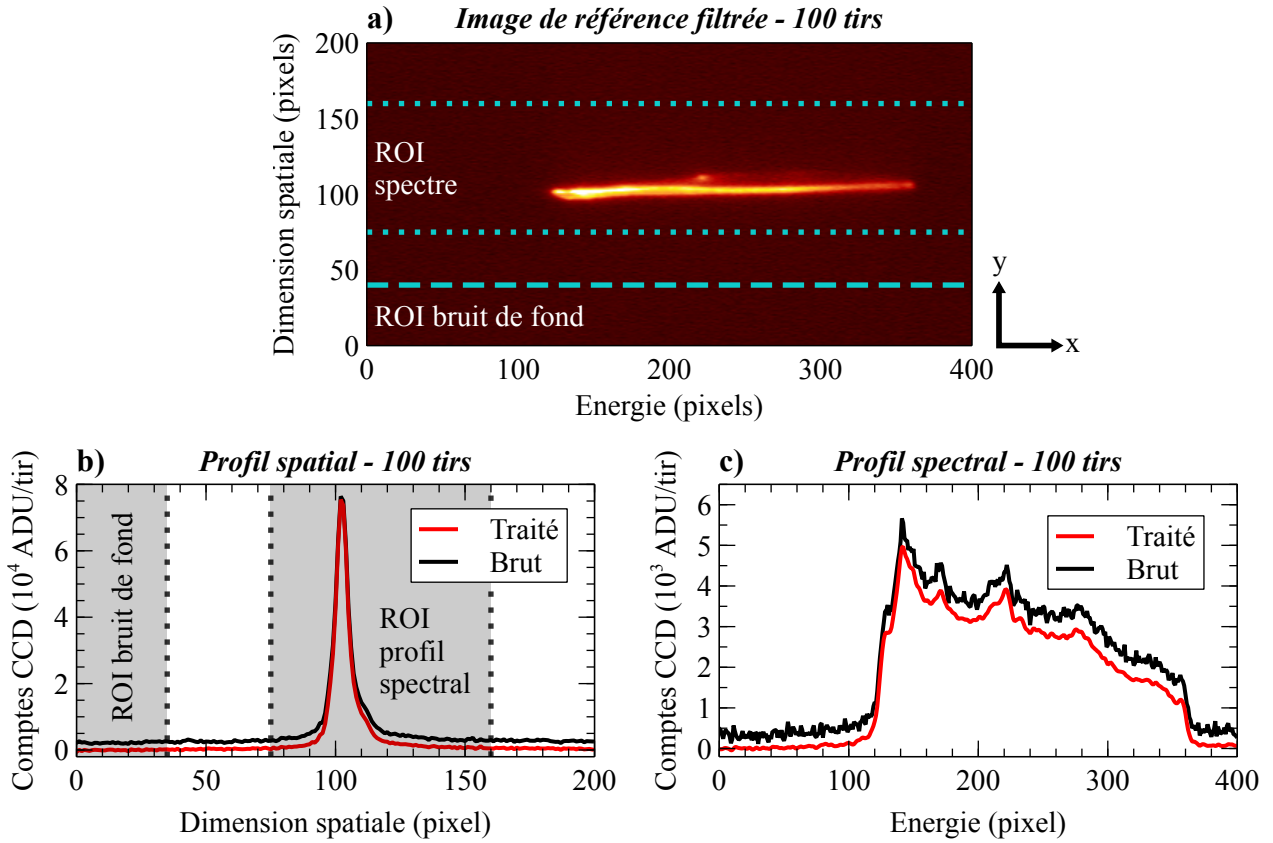 a) Image de référence filtrée - 100 tirs
Dimension spatiale (pixels)
200
150
100
50
0
ROI
spectre
ROI bruit de fond
0 100 200 300 400
Energie (pixels)
y
x
b) Profil spatial - 100 tirs
Comptes CCD (10⁴ ADU/tir)
8
6
4
2
0
ROI bruit de fond
Traité
Brut
ROI
profil
spectral
0 50 100 150 200
Dimension spatiale (pixel)
c) Profil spectral - 100 tirs
Comptes CCD (10³ ADU/tir)
6
5
4
3
2
1
0
Traité
Brut
0 100 200 300 400
Energie (pixel)